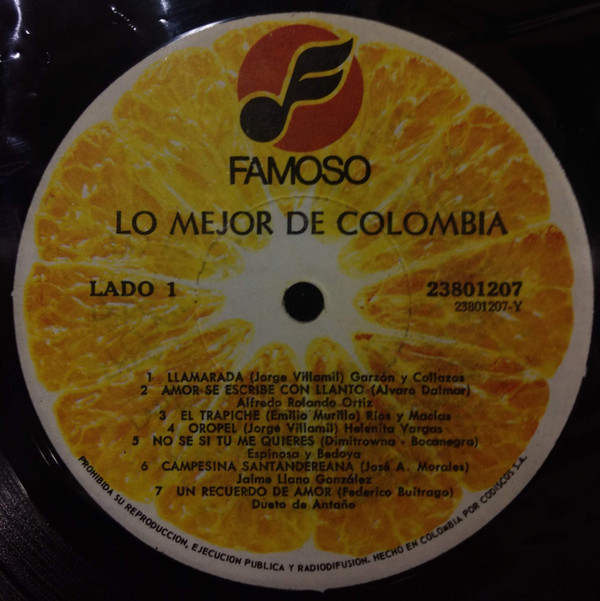 FAMOSO
LO MEJOR DE COLOMBIA
LADO 1
23801207
23801207-Y
1 LLAMARADA (Jorge Villamil) Garzón y Collazos
2 AMOR SE ESCRIBE CON LLANTO (Alvaro Dalmar)
Alfredo Rolando Ortiz
3 EL TRAPICHE (Emilio Murillo) Ríos y Macías
4 OROPEL (Jorge Villamil) Helenita Vargas
5 NO SE SI TU ME QUIERES (Dimitrowna - Bocanegra)
Espinosa y Bedoya
6 CAMPESINA SANTANDEREANA (José A. Morales)
Jaime Llano González
7 UN RECUERDO DE AMOR (Federico Buitrago)
Dueto de Antaño
PROHIBIDA SU REPRODUCCION, EJECUCION PUBLICA Y RADIODIFUSION. HECHO EN COLOMBIA POR CODISCOS S.A.